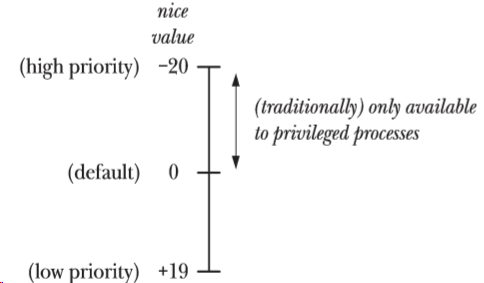 nice
value
(high priority) −20
(traditionally) only available
to privileged processes
(default) 0
(low priority) +19